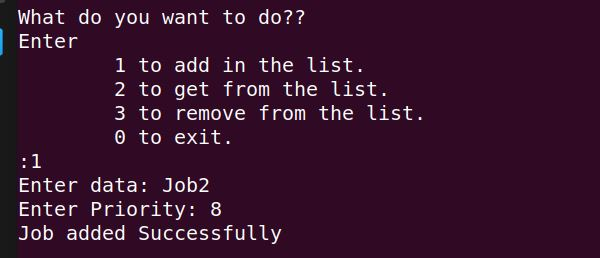 What do you want to do??
Enter
        1 to add in the list.
        2 to get from the list.
        3 to remove from the list.
        0 to exit.
:1
Enter data: Job2
Enter Priority: 8
Job added Successfully